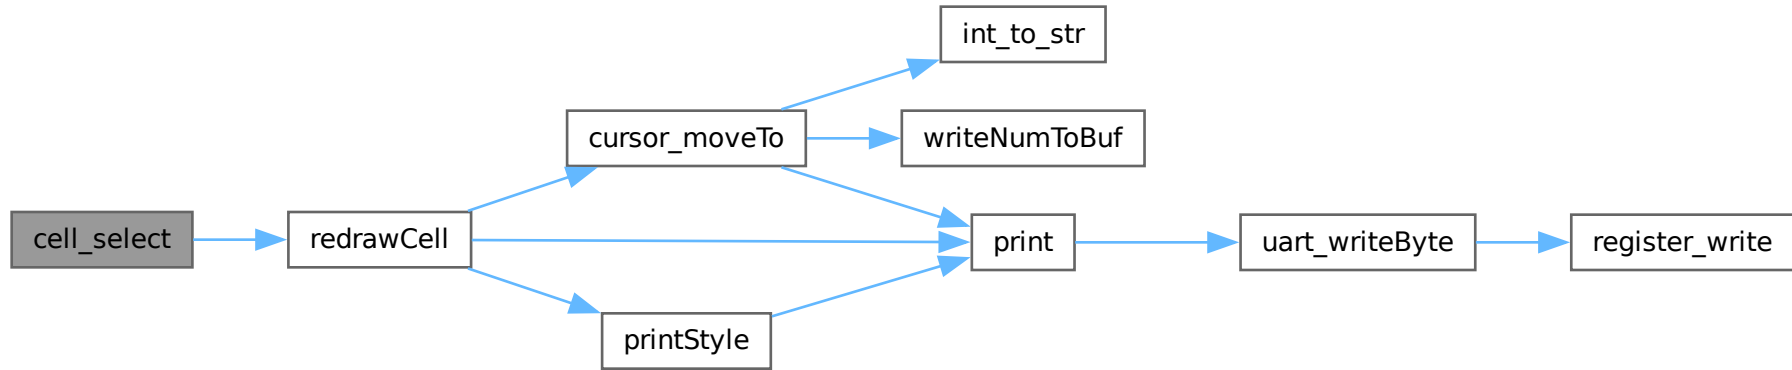 int_to_str
cursor_moveTo
writeNumToBuf
cell_select
redrawCell
print
uart_writeByte
register_write
printStyle